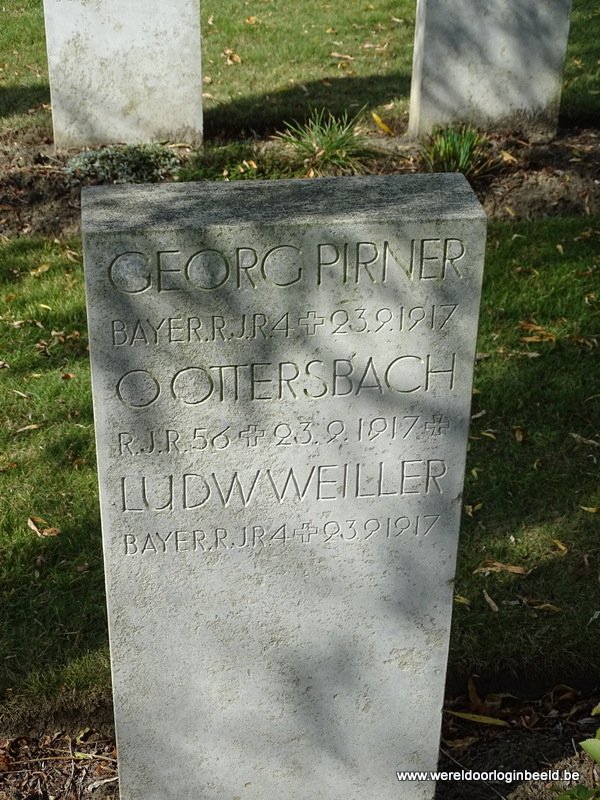 GEORG PIRNER
BAYER.R.J.R.4 ✠ 23.9.1917
O OTTERSBACH
R.J.R.56 ✠ 23.9.1917 ✠
LUDW WEILLER
BAYER.R.J.R.4 ✠ 23.9.1917
www.wereldoorloginbeeld.be